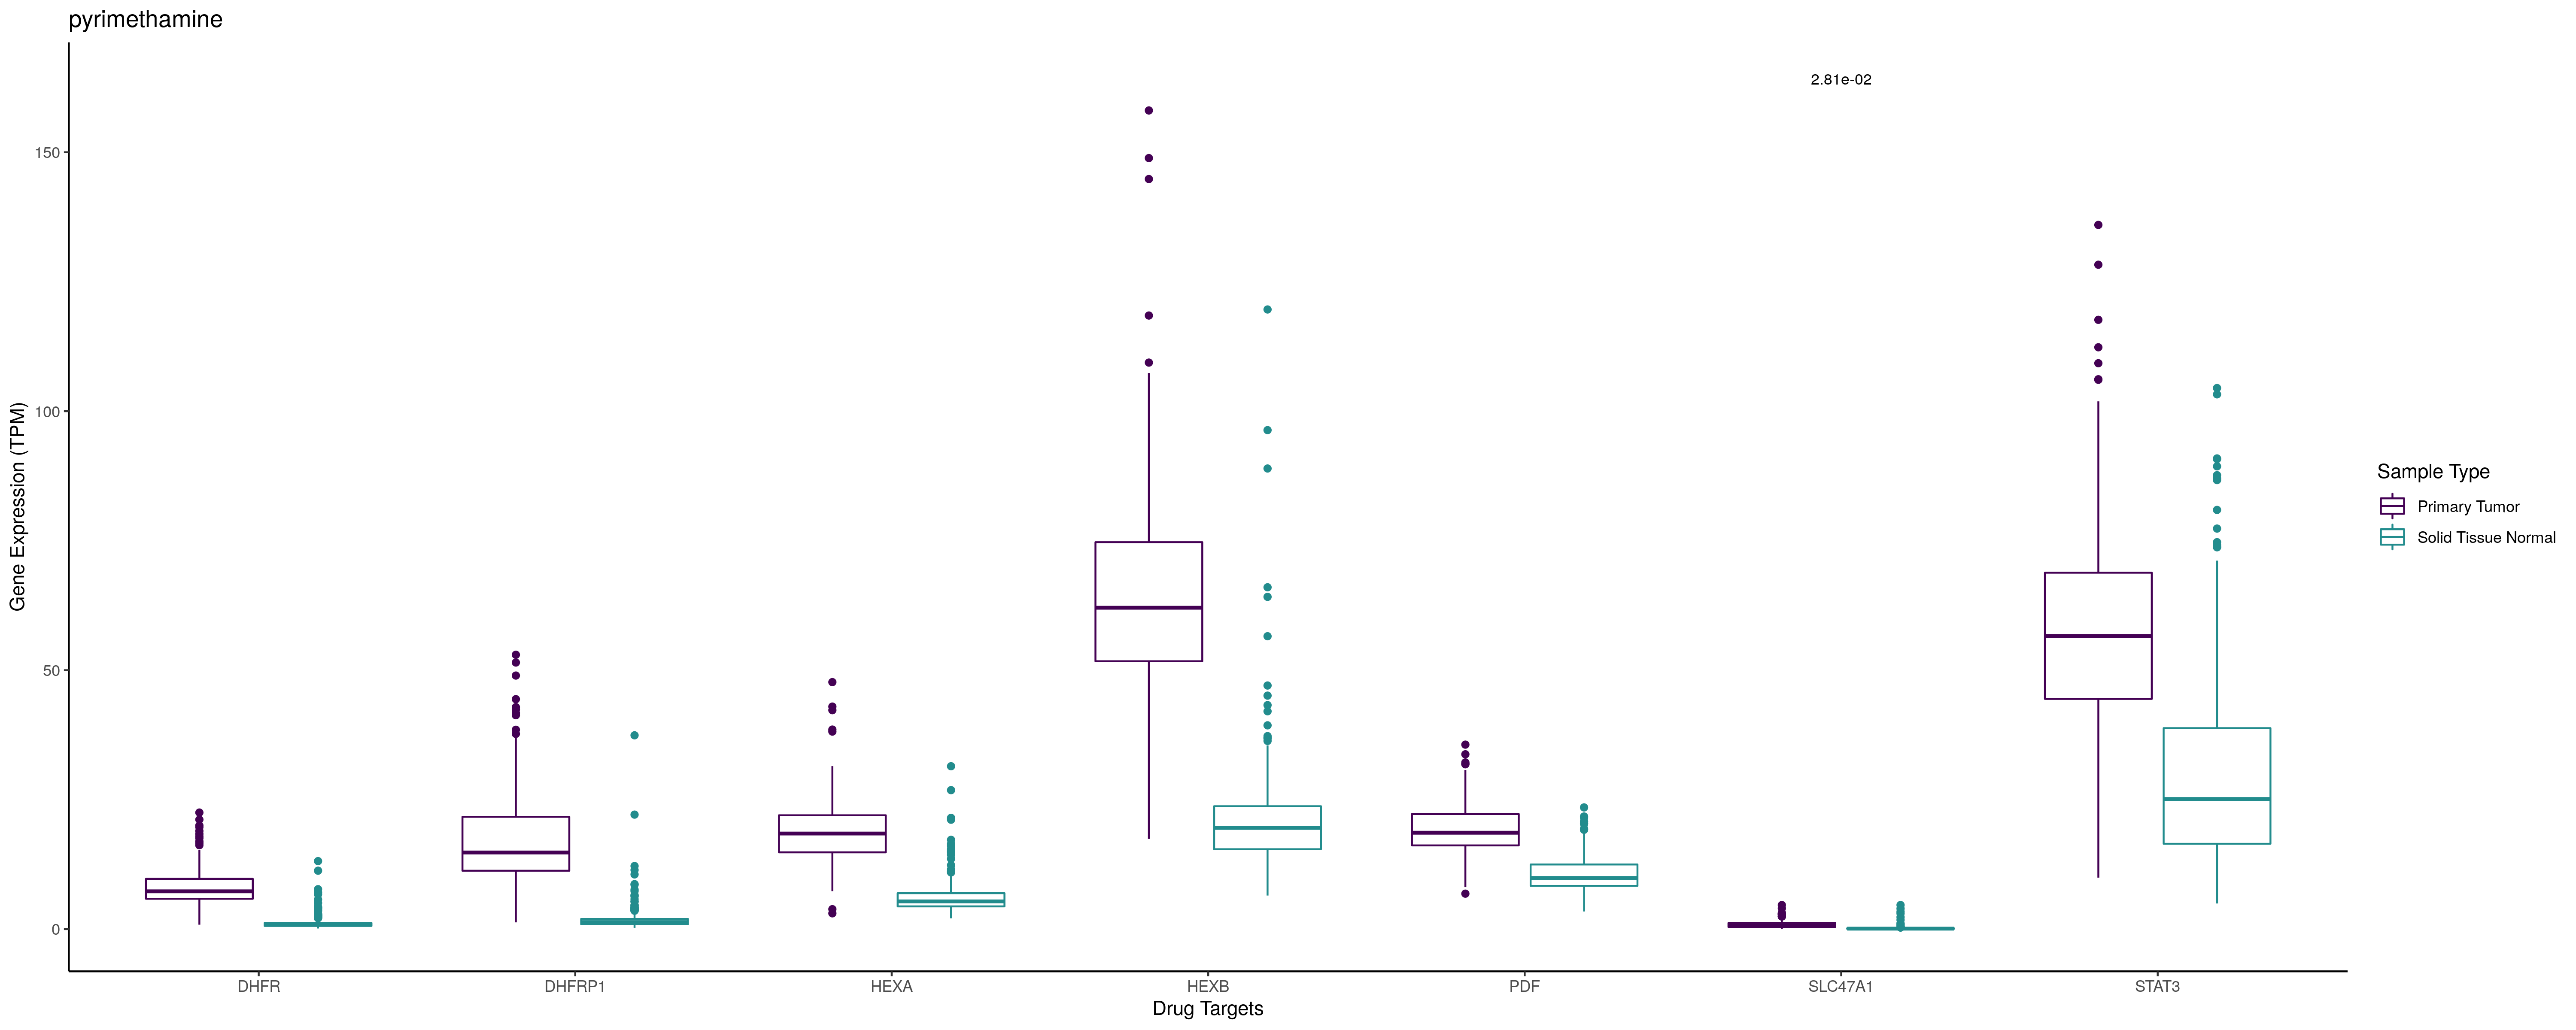 pyrimethamine
2.81e-02
150
100
50
0
Gene Expression (TPM)
DHFR DHFRP1 HEXA HEXB PDF SLC47A1 STAT3
Drug Targets
Sample Type
Primary Tumor
Solid Tissue Normal